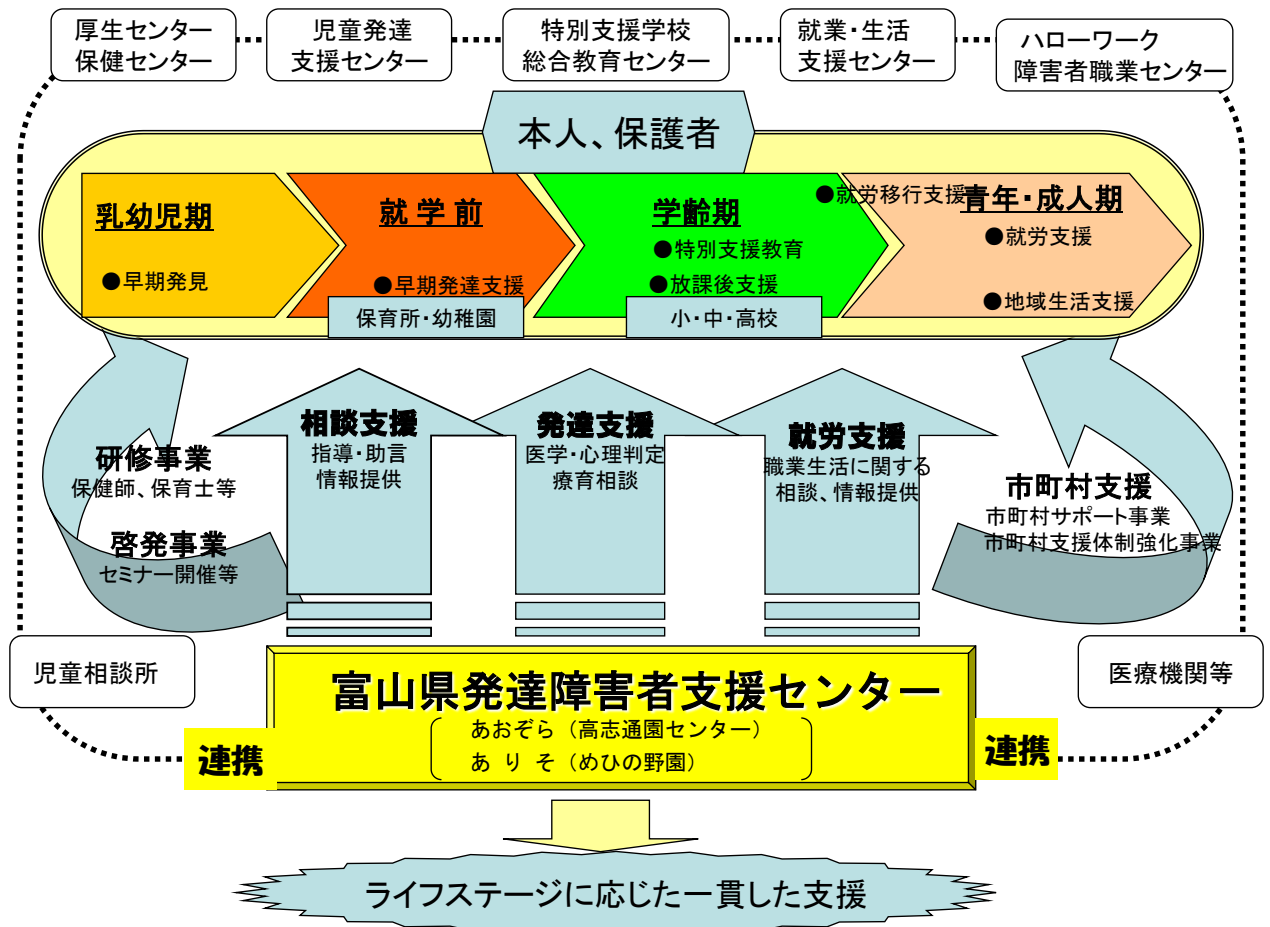 厚生センター
保健センター
児童発達
支援センター
特別支援学校
総合教育センター
就業・生活
支援センター
ハローワーク
障害者職業センター
本人、保護者
乳幼児期
●早期発見
就学前
●早期発達支援
保育所・幼稚園
学齢期
●特別支援教育
●放課後支援
小・中・高校
●就労移行支援
青年・成人期
●就労支援
●地域生活支援
研修事業
保健師、保育士等
啓発事業
セミナー開催等
相談支援
指導・助言
情報提供
発達支援
医学・心理判定
療育相談
就労支援
職業生活に関する
相談、情報提供
市町村支援
市町村サポート事業
市町村支援体制強化事業
児童相談所
医療機関等
富山県発達障害者支援センター
あおぞら（高志通園センター）
あ り そ（めひの野園）
連携
連携
ライフステージに応じた一貫した支援